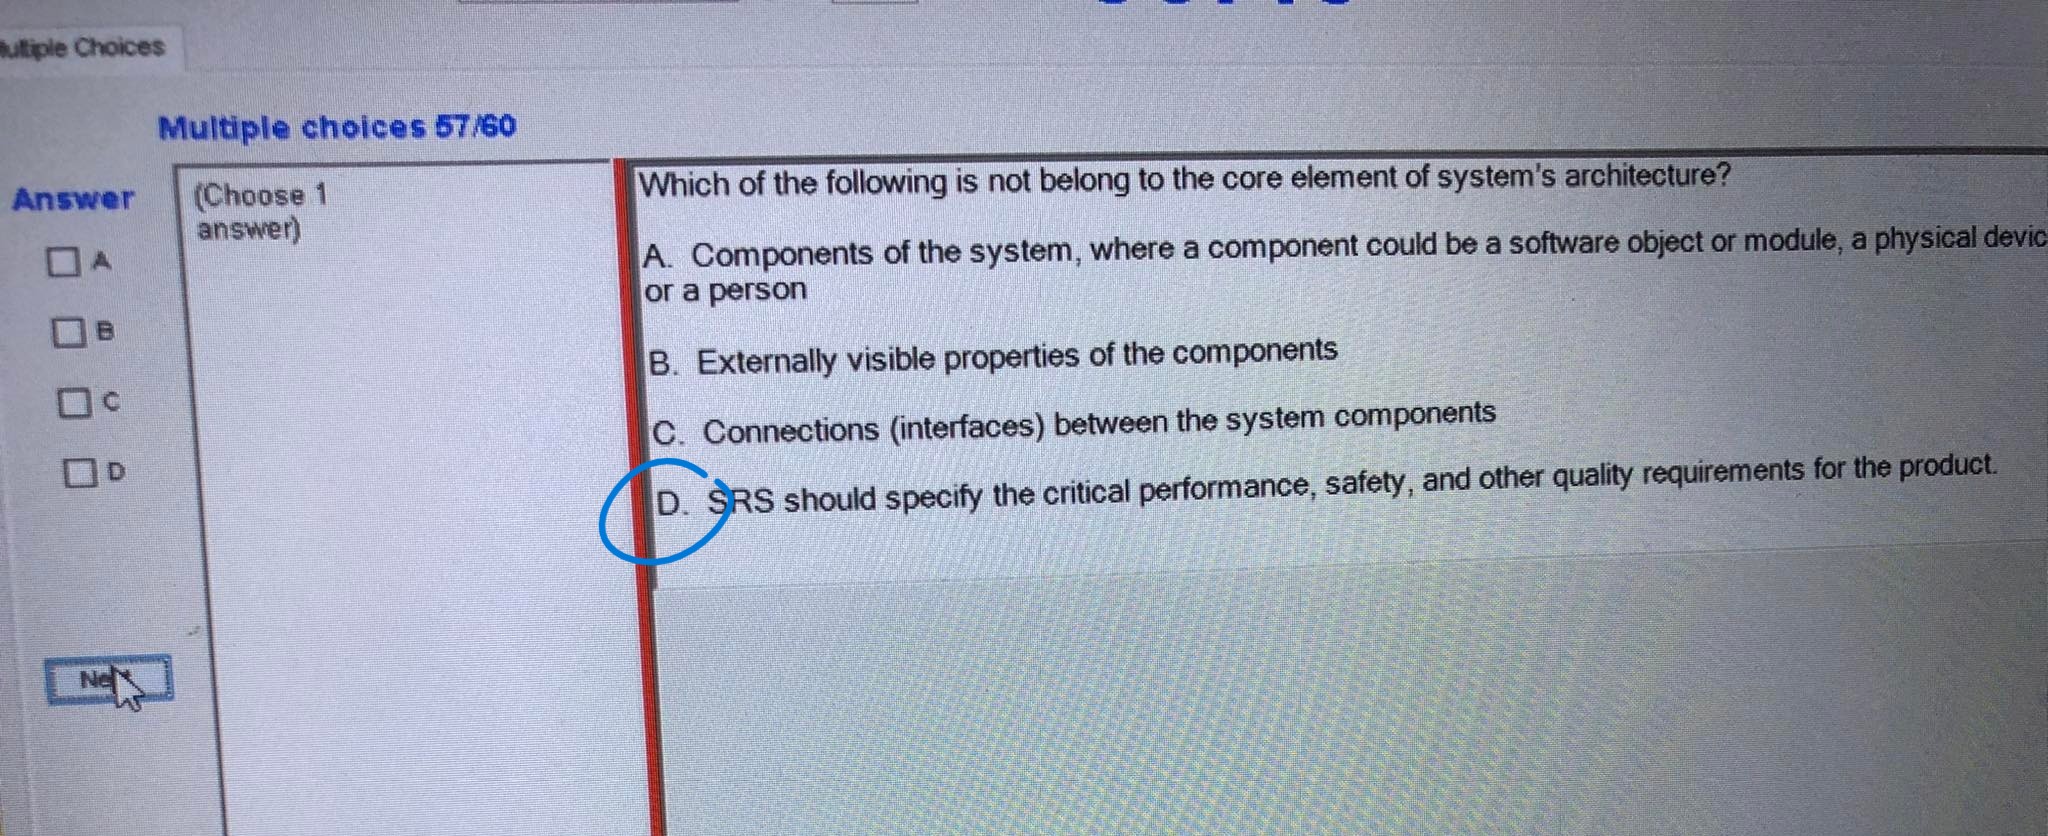 Multiple Choices
Multiple choices 57/60
Answer
(Choose 1
answer)
A
B
C
D
Which of the following is not belong to the core element of system's architecture?
A. Components of the system, where a component could be a software object or module, a physical devic
or a person
B. Externally visible properties of the components
C. Connections (interfaces) between the system components
D. SRS should specify the critical performance, safety, and other quality requirements for the product.
Next